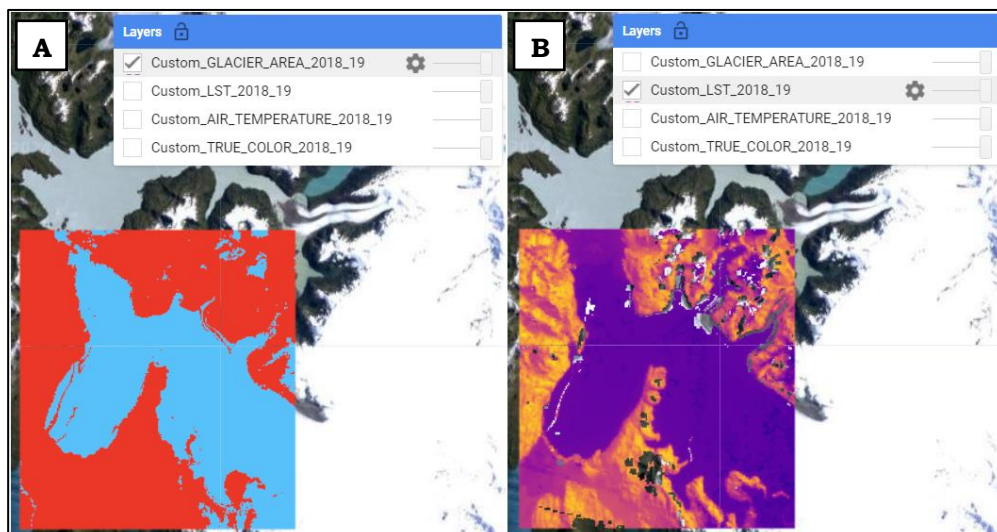 A
Layers
Custom_GLACIER_AREA_2018_19
Custom_LST_2018_19
Custom_AIR_TEMPERATURE_2018_19
Custom_TRUE_COLOR_2018_19
B
Layers
Custom_GLACIER_AREA_2018_19
Custom_LST_2018_19
Custom_AIR_TEMPERATURE_2018_19
Custom_TRUE_COLOR_2018_19